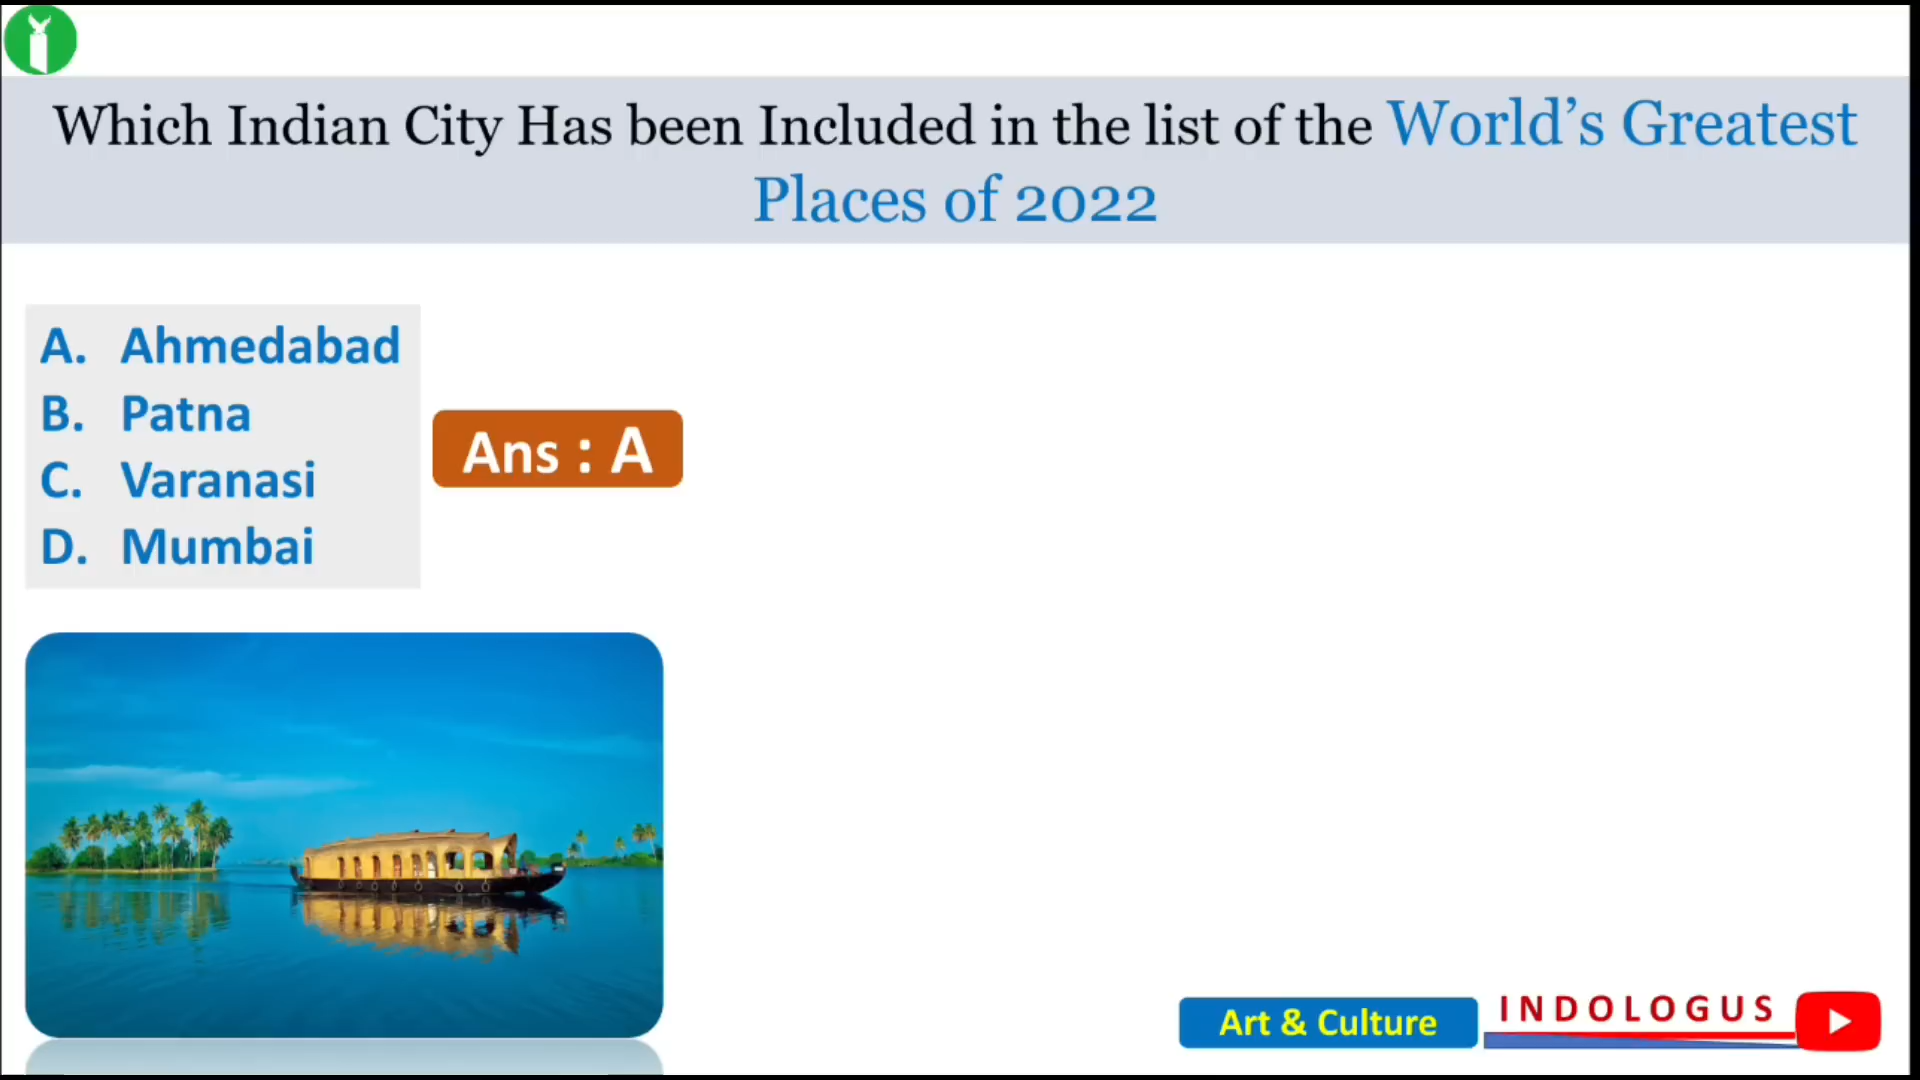 Which Indian City Has been Included in the list of the World's Greatest
Places of 2022
A. Ahmedabad
B. Patna
C. Varanasi
D. Mumbai
Ans : A
Art & Culture
INDOLOGUS